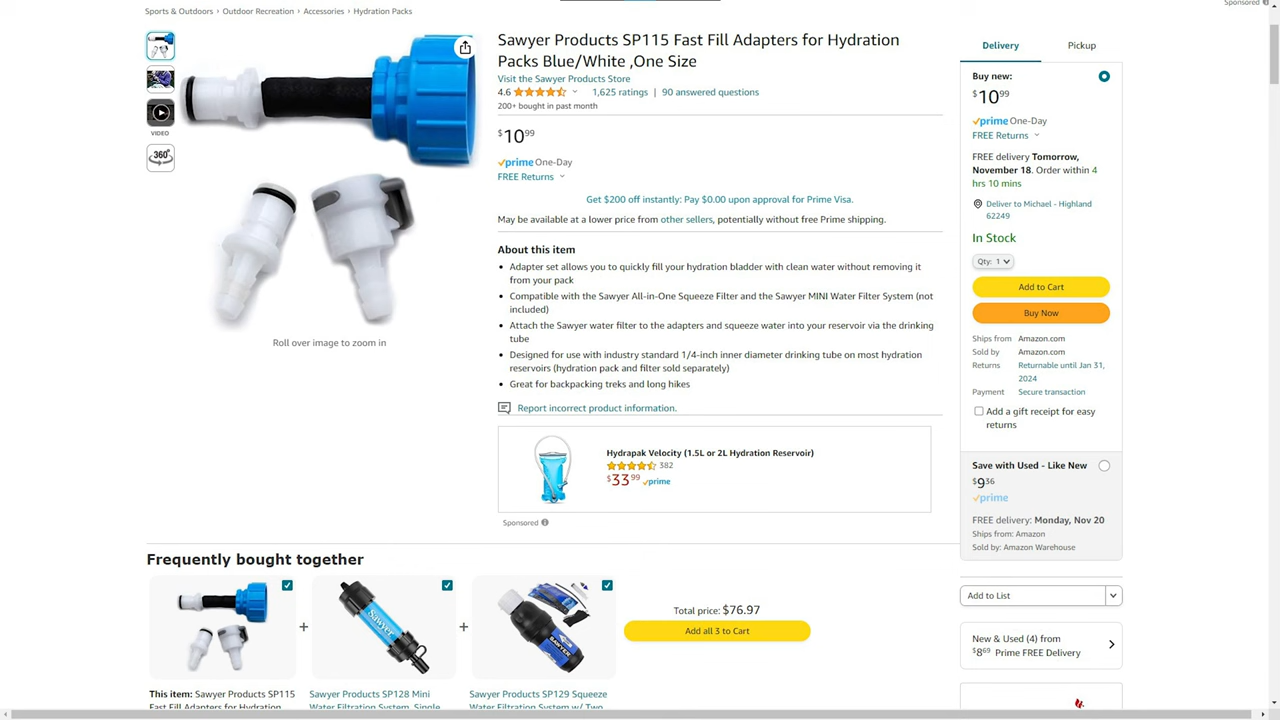 Sponsored
Sports & Outdoors › Outdoor Recreation › Accessories › Hydration Packs
Sawyer Products SP115 Fast Fill Adapters for Hydration
Packs Blue/White ,One Size
Visit the Sawyer Products Store
4.6 1,625 ratings | 90 answered questions
200+ bought in past month
$10 99
prime One-Day
FREE Returns
Get $200 off instantly: Pay $0.00 upon approval for Prime Visa.
May be available at a lower price from other sellers, potentially without free Prime shipping.
About this item
• Adapter set allows you to quickly fill your hydration bladder with clean water without removing it
from your pack
• Compatible with the Sawyer All-in-One Squeeze Filter and the Sawyer MINI Water Filter System (not
included)
• Attach the Sawyer water filter to the adapters and squeeze water into your reservoir via the drinking
tube
• Designed for use with industry standard 1/4-inch inner diameter drinking tube on most hydration
reservoirs (hydration pack and filter sold separately)
• Great for backpacking treks and long hikes
Report incorrect product information.
VIDEO
360°
Roll over image to zoom in
Hydrapak Velocity (1.5L or 2L Hydration Reservoir)
382
$33 99 prime
Sponsored
Delivery Pickup
Buy new:
$10 99
prime One-Day
FREE Returns
FREE delivery Tomorrow,
November 18. Order within 4
hrs 10 mins
Deliver to Michael - Highland
62249
In Stock
Qty: 1
Add to Cart
Buy Now
Ships from Amazon.com
Sold by Amazon.com
Returns Returnable until Jan 31,
2024
Payment Secure transaction
Add a gift receipt for easy
returns
Save with Used - Like New
$9 36
prime
FREE delivery: Monday, Nov 20
Ships from: Amazon
Sold by: Amazon Warehouse
Add to List
New & Used (4) from
$8 69 Prime FREE Delivery
Frequently bought together
+ +
Sawyer
SAWYER
Total price: $76.97
Add all 3 to Cart
This item: Sawyer Products SP115
Fast Fill Adapters for Hydration
Sawyer Products SP128 Mini
Water Filtration System, Single
Sawyer Products SP129 Squeeze
Water Filtration System w/ Two